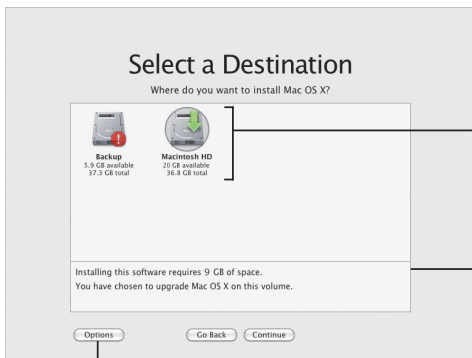 Select a Destination
Where do you want to install Mac OS X?
Backup
5.9 GB available
37.3 GB total
Macintosh HD
20 GB available
36.8 GB total
Installing this software requires 9 GB of space.
You have chosen to upgrade Mac OS X on this volume.
Options
Go Back
Continue